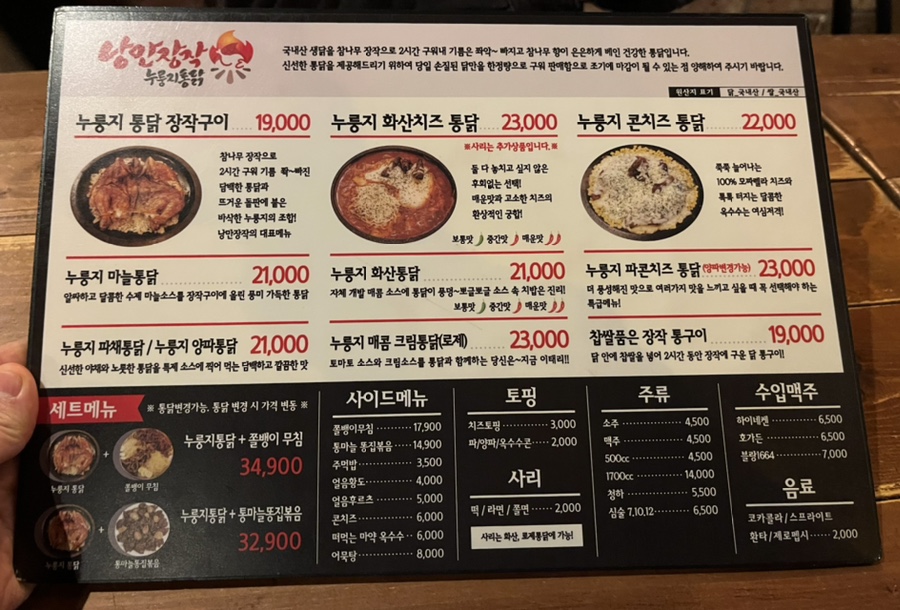 낭만장작
누룽지통닭
국내산 생닭을 참나무 장작으로 2시간 구워내 기름은 쫘악~ 빠지고 참나무 향이 은은하게 베인 건강한 통닭입니다.
신선한 통닭을 제공해드리기 위하여 당일 손질된 닭만을 한정량으로 구워 판매함으로 조기에 마감이 될 수 있는 점 양해하여 주시기 바랍니다.
원산지 표기 닭_국내산 / 쌀_국내산
누룽지 통닭 장작구이 19,000
참나무 장작으로
2시간 구워 기름 쫙~빠진
담백한 통닭과
뜨거운 돌판에 붙은
바삭한 누룽지의 조합!
낭만장작의 대표메뉴
누룽지 마늘통닭 21,000
알싸하고 달콤한 수제 마늘소스를 장작구이에 올린 풍미 가득한 통닭
누룽지 파채통닭 / 누룽지 양파통닭 21,000
신선한 야채와 노릇한 통닭을 특제 소스에 찍어 먹는 담백하고 깔끔한 맛
누룽지 화산치즈 통닭 23,000
※사리는 추가상품입니다.※
둘 다 놓치고 싶지 않은
후회없는 선택!
매운맛과 고소한 치즈의
환상적인 궁합!
보통맛 중간맛 매운맛
누룽지 화산통닭 21,000
자체 개발 매콤 소스에 통닭이 퐁당~뽀글뽀글 소스 속 치밥은 진리!
보통맛 중간맛 매운맛
누룽지 매콤 크림통닭(로제) 23,000
토마토 소스와 크림소스를 통닭과 함께하는 당신은~지금 이태리!!
누룽지 콘치즈 통닭 22,000
쭉쭉 늘어나는
100% 모짜렐라 치즈와
톡톡 터지는 달콤한
옥수수는 여심저격!
누룽지 파콘치즈 통닭(양파변경가능) 23,000
더 풍성해진 맛으로 여러가지 맛을 느끼고 싶을 때 꼭 선택해야 하는
특급메뉴!
찹쌀품은 장작 통구이 19,000
닭 안에 찹쌀을 넣어 2시간 동안 장작에 구운 닭 통구이!
세트메뉴 ※ 통닭변경가능. 통닭 변경 시 가격 변동 ※
누룽지통닭 + 쫄뱅이 무침
34,900
+
누룽지 통닭 쫄뱅이 무침
누룽지통닭 + 통마늘똥집볶음
32,900
+
누룽지 통닭 통마늘똥집볶음
사이드메뉴
쫄뱅이무침 17,900
통마늘 똥집볶음 14,900
주먹밥 3,500
얼음황도 4,000
얼음후르츠 5,000
콘치즈 6,000
떠먹는 마약 옥수수 6,000
어묵탕 8,000
토핑
치즈토핑 3,000
파/양파/옥수수콘 2,000
사리
떡 / 라면 / 쫄면 2,000
사리는 화산, 로제통닭에 가능!
주류
소주 4,500
맥주 4,500
500cc 4,500
1700cc 14,000
청하 5,500
심술 7,10,12 6,500
수입맥주
하이네켄 6,500
호가든 6,500
블랑1664 7,000
음료
코카콜라 / 스프라이트
환타 / 제로펩시 2,000